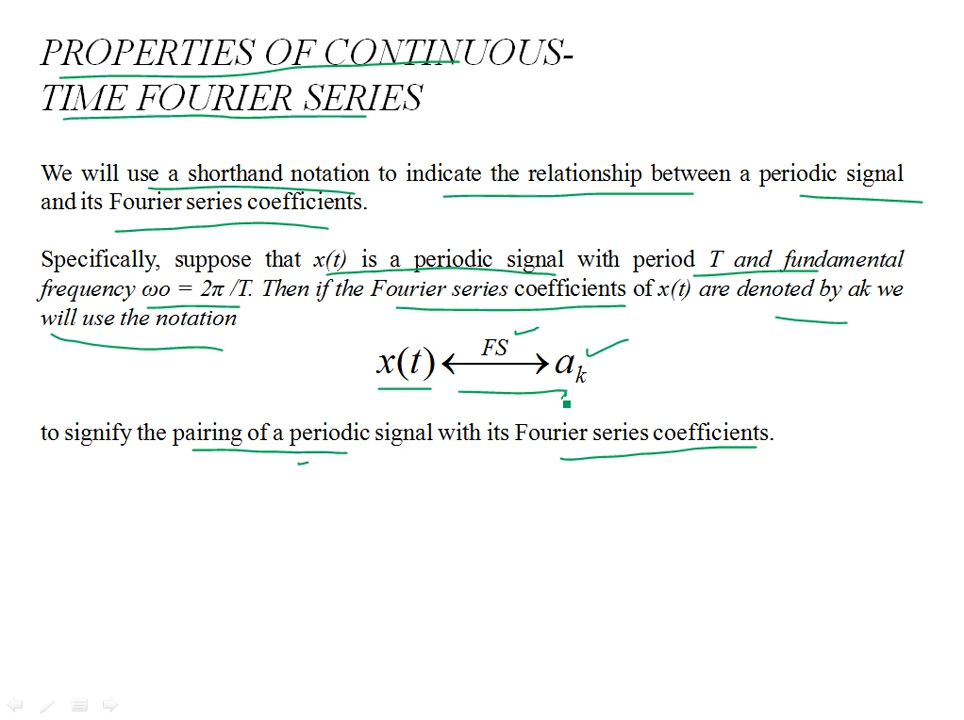 PROPERTIES OF CONTINUOUS-
TIME FOURIER SERIES
We will use a shorthand notation to indicate the relationship between a periodic signal
and its Fourier series coefficients.
Specifically, suppose that x(t) is a periodic signal with period T and fundamental
frequency ωo = 2π /T. Then if the Fourier series coefficients of x(t) are denoted by ak we
will use the notation
x(t) ⟷ FS aₖ
to signify the pairing of a periodic signal with its Fourier series coefficients.